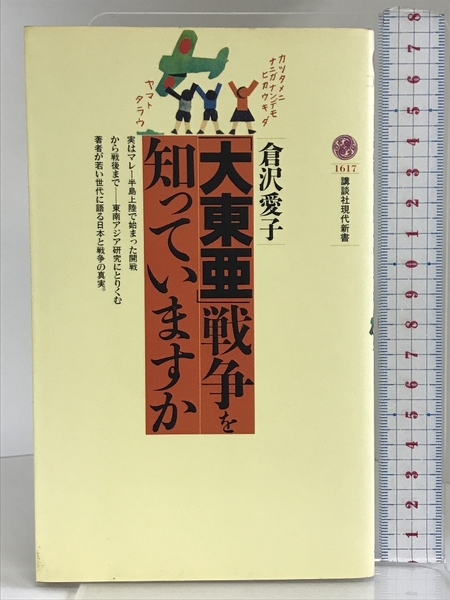 1617
講談社現代新書
カツタメニ
ナニガナンデモ
ヒカウキダ
ヤマト
タラウ
倉沢愛子
「大東亜」戦争を
知っていますか
実はマレー半島上陸で始まった開戦
から戦後まで――東南アジア研究にとりくむ
著者が若い世代に語る日本と戦争の真実。